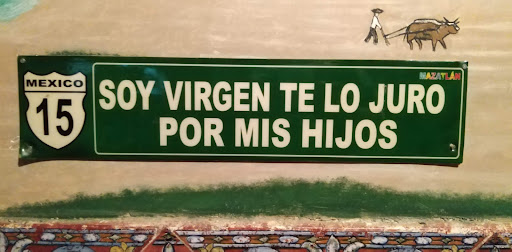 MEXICO
15
MAZATLÁN
SOY VIRGEN TE LO JURO
POR MIS HIJOS